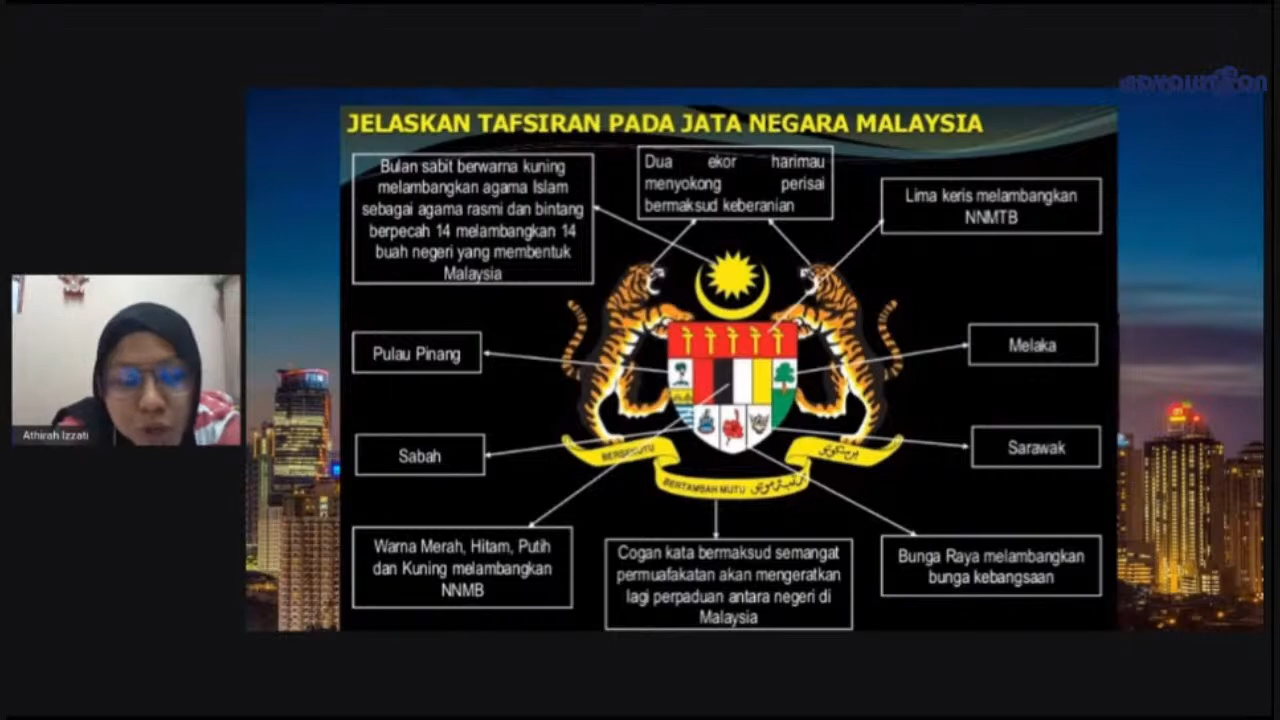 JELASKAN TAFSIRAN PADA JATA NEGARA MALAYSIA
Bulan sabit berwarna kuning
melambangkan agama Islam
sebagai agama rasmi dan bintang
berpecah 14 melambangkan 14
buah negeri yang membentuk
Malaysia
Dua ekor harimau
menyokong perisai
bermaksud keberanian
Lima keris melambangkan
NNMTB
Pulau Pinang
Melaka
Sabah
Sarawak
BERSEKUTU
BERTAMBAH MUTU
Warna Merah, Hitam, Putih
dan Kuning melambangkan
NNMB
Cogan kata bermaksud semangat
permuafakatan akan mengeratkan
lagi perpaduan antara negeri di
Malaysia
Bunga Raya melambangkan
bunga kebangsaan
Athirah Izzati